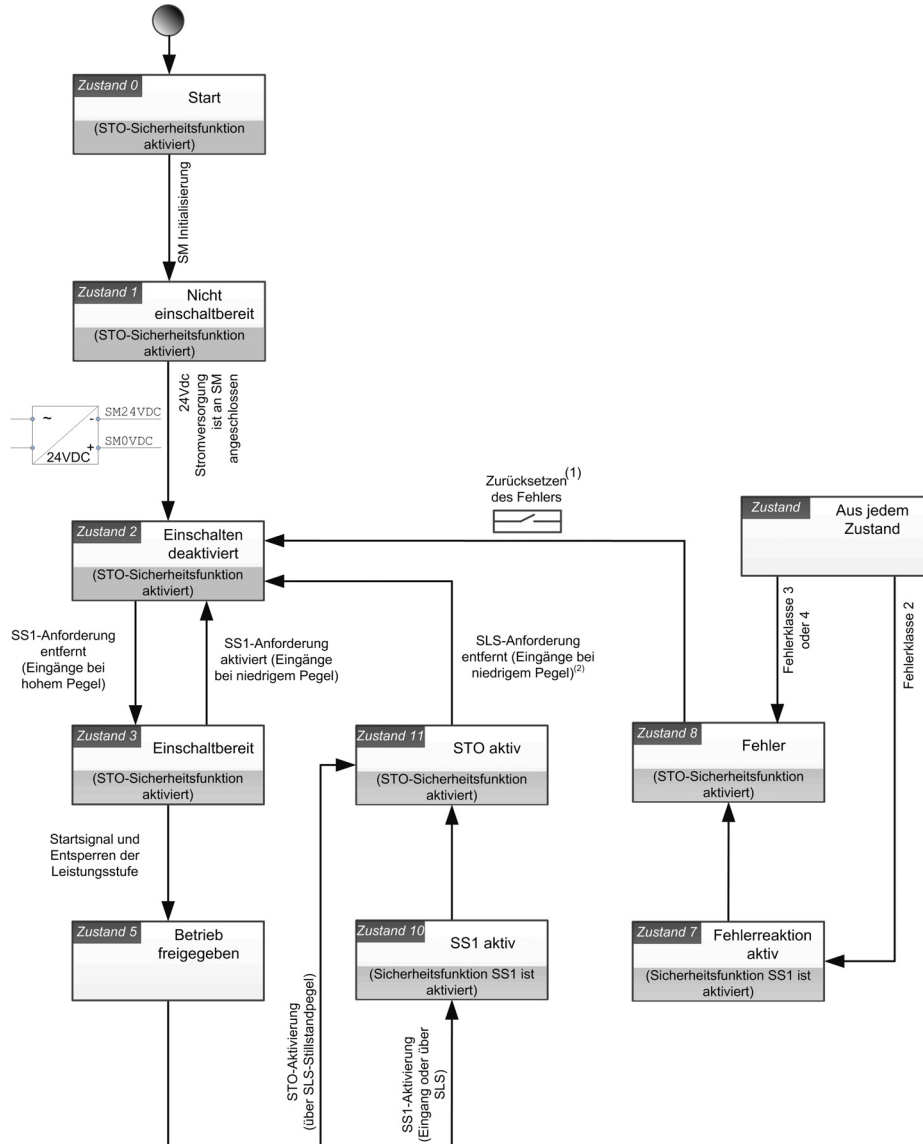 Zustand 0
Start
(STO-Sicherheitsfunktion
aktiviert)
SM Initialisierung
Zustand 1
Nicht
einschaltbereit
(STO-Sicherheitsfunktion
aktiviert)
24Vdc
Stromversorgung
ist an SM
angeschlossen
~
-
SM24VDC
+
SM0VDC
24VDC
Zurücksetzen(1)
des Fehlers
Zustand
Aus jedem
Zustand
Zustand 2
Einschalten
deaktiviert
(STO-Sicherheitsfunktion
aktiviert)
Fehlerklasse 3
oder 4
Fehlerklasse 2
SS1-Anforderung
entfernt
(Eingänge bei
hohem Pegel)
SS1-Anforderung
aktiviert (Eingänge
bei niedrigem Pegel)
SLS-Anforderung
entfernt (Eingänge bei
niedrigem Pegel)(2)
Zustand 3
Einschaltbereit
(STO-Sicherheitsfunktion
aktiviert)
Zustand 11
STO aktiv
(STO-Sicherheitsfunktion
aktiviert)
Zustand 8
Fehler
(STO-Sicherheitsfunktion
aktiviert)
Startsignal und
Entsperren der
Leistungsstufe
Zustand 5
Betrieb
freigegeben
Zustand 10
SS1 aktiv
(Sicherheitsfunktion SS1 ist
aktiviert)
Zustand 7
Fehlerreaktion
aktiv
(Sicherheitsfunktion SS1 ist
aktiviert)
STO-Aktivierung
(über SLS-Stillstandpegel)
SS1-Aktivierung
(Eingang oder über
SLS)